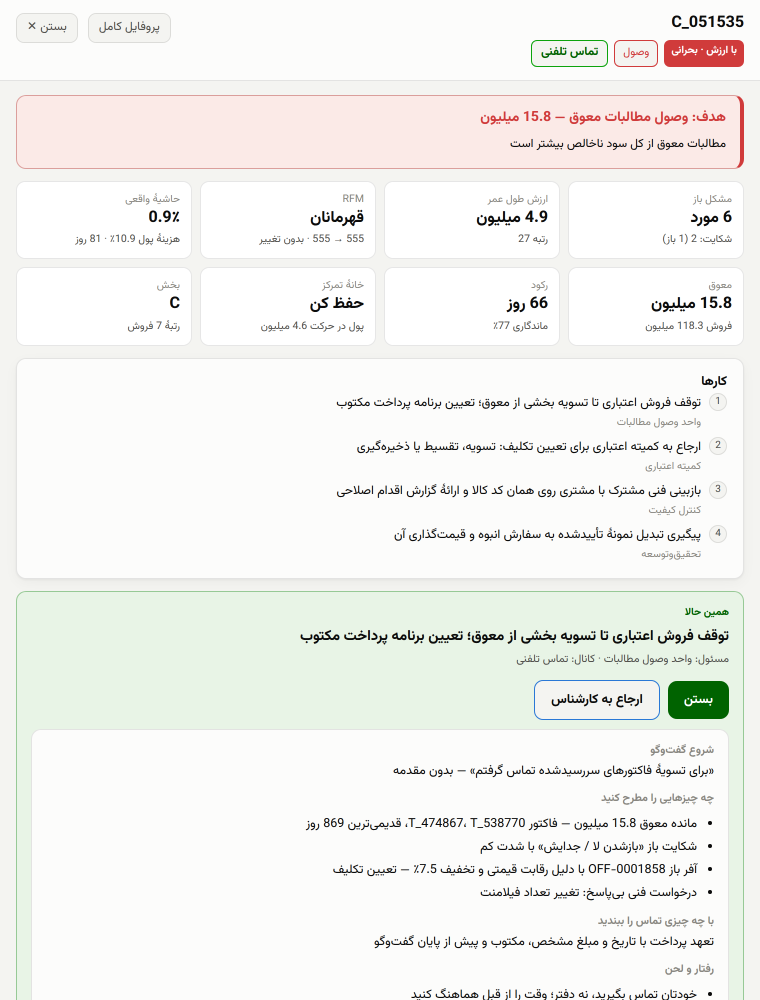 C_051535
با ارزش · بحرانی
وصول
تماس تلفنی
پروفایل کامل
بستن ✕
هدف: وصول مطالبات معوق — 15.8 میلیون
مطالبات معوق از کل سود ناخالص بیشتر است
مشکل باز
6 مورد
شکایت: 2 (1 باز)
ارزش طول عمر
4.9 میلیون
رتبه 27
RFM
قهرمانان
555 → 555 · بدون تغییر
حاشیهٔ واقعی
0.9٪
هزینهٔ پول 10.9٪ · 81 روز
معوق
15.8 میلیون
فروش 118.3 میلیون
رکود
66 روز
ماندگاری 77٪
خانهٔ تمرکز
حفظ کن
پول در حرکت 4.6 میلیون
بخش
C
رتبهٔ 7 فروش
کارها
1 توقف فروش اعتباری تا تسویه بخشی از معوق؛ تعیین برنامه پرداخت مکتوب
واحد وصول مطالبات
2 ارجاع به کمیته اعتباری برای تعیین تکلیف: تسویه، تقسیط یا ذخیره‌گیری
کمیته اعتباری
3 بازبینی فنی مشترک با مشتری روی همان کد کالا و ارائهٔ گزارش اقدام اصلاحی
کنترل کیفیت
4 پیگیری تبدیل نمونهٔ تأییدشده به سفارش انبوه و قیمت‌گذاری آن
تحقیق‌وتوسعه
همین حالا
توقف فروش اعتباری تا تسویه بخشی از معوق؛ تعیین برنامه پرداخت مکتوب
مسئول: واحد وصول مطالبات · کانال: تماس تلفنی
بستن
ارجاع به کارشناس
شروع گفت‌وگو
«برای تسویهٔ فاکتورهای سررسیدشده تماس گرفتم» — بدون مقدمه
چه چیزهایی را مطرح کنید
• مانده معوق 15.8 میلیون — فاکتور T_474867، T_538770، قدیمی‌ترین 869 روز
• شکایت باز «بازشدن لا / جدایش» با شدت کم
• آفر باز OFF-0001858 با دلیل رقابت قیمتی و تخفیف 7.5٪ — تعیین تکلیف
• درخواست فنی بی‌پاسخ: تغییر تعداد فیلامنت
با چه چیزی تماس را ببندید
تعهد پرداخت با تاریخ و مبلغ مشخص، مکتوب و پیش از پایان گفت‌وگو
رفتار و لحن
• خودتان تماس بگیرید، نه دفتر؛ وقت را از قبل هماهنگ کنید